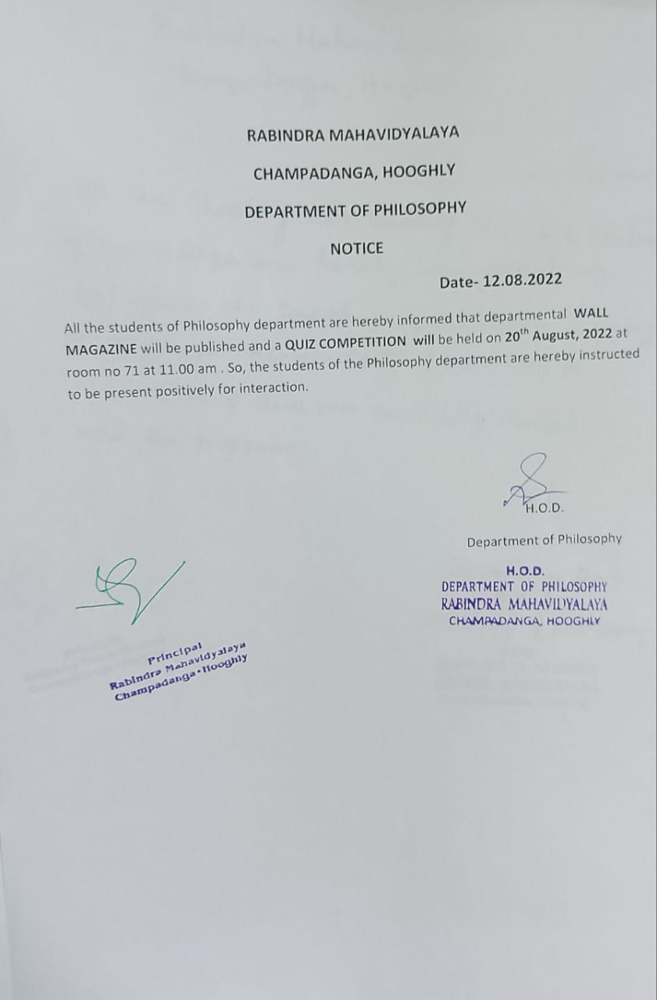 RABINDRA MAHAVIDYALAYA
CHAMPADANGA, HOOGHLY
DEPARTMENT OF PHILOSOPHY
NOTICE
Date- 12.08.2022
All the students of Philosophy department are hereby informed that departmental WALL
MAGAZINE will be published and a QUIZ COMPETITION will be held on 20th August, 2022 at
room no 71 at 11.00 am . So, the students of the Philosophy department are hereby instructed
to be present positively for interaction.
H.O.D.
Department of Philosophy
H.O.D.
DEPARTMENT OF PHILOSOPHY
RABINDRA MAHAVIDYALAYA
CHAMPADANGA, HOOGHLY
Principal
Rabindra Mahavidyalaya
Champadanga•Hooghly